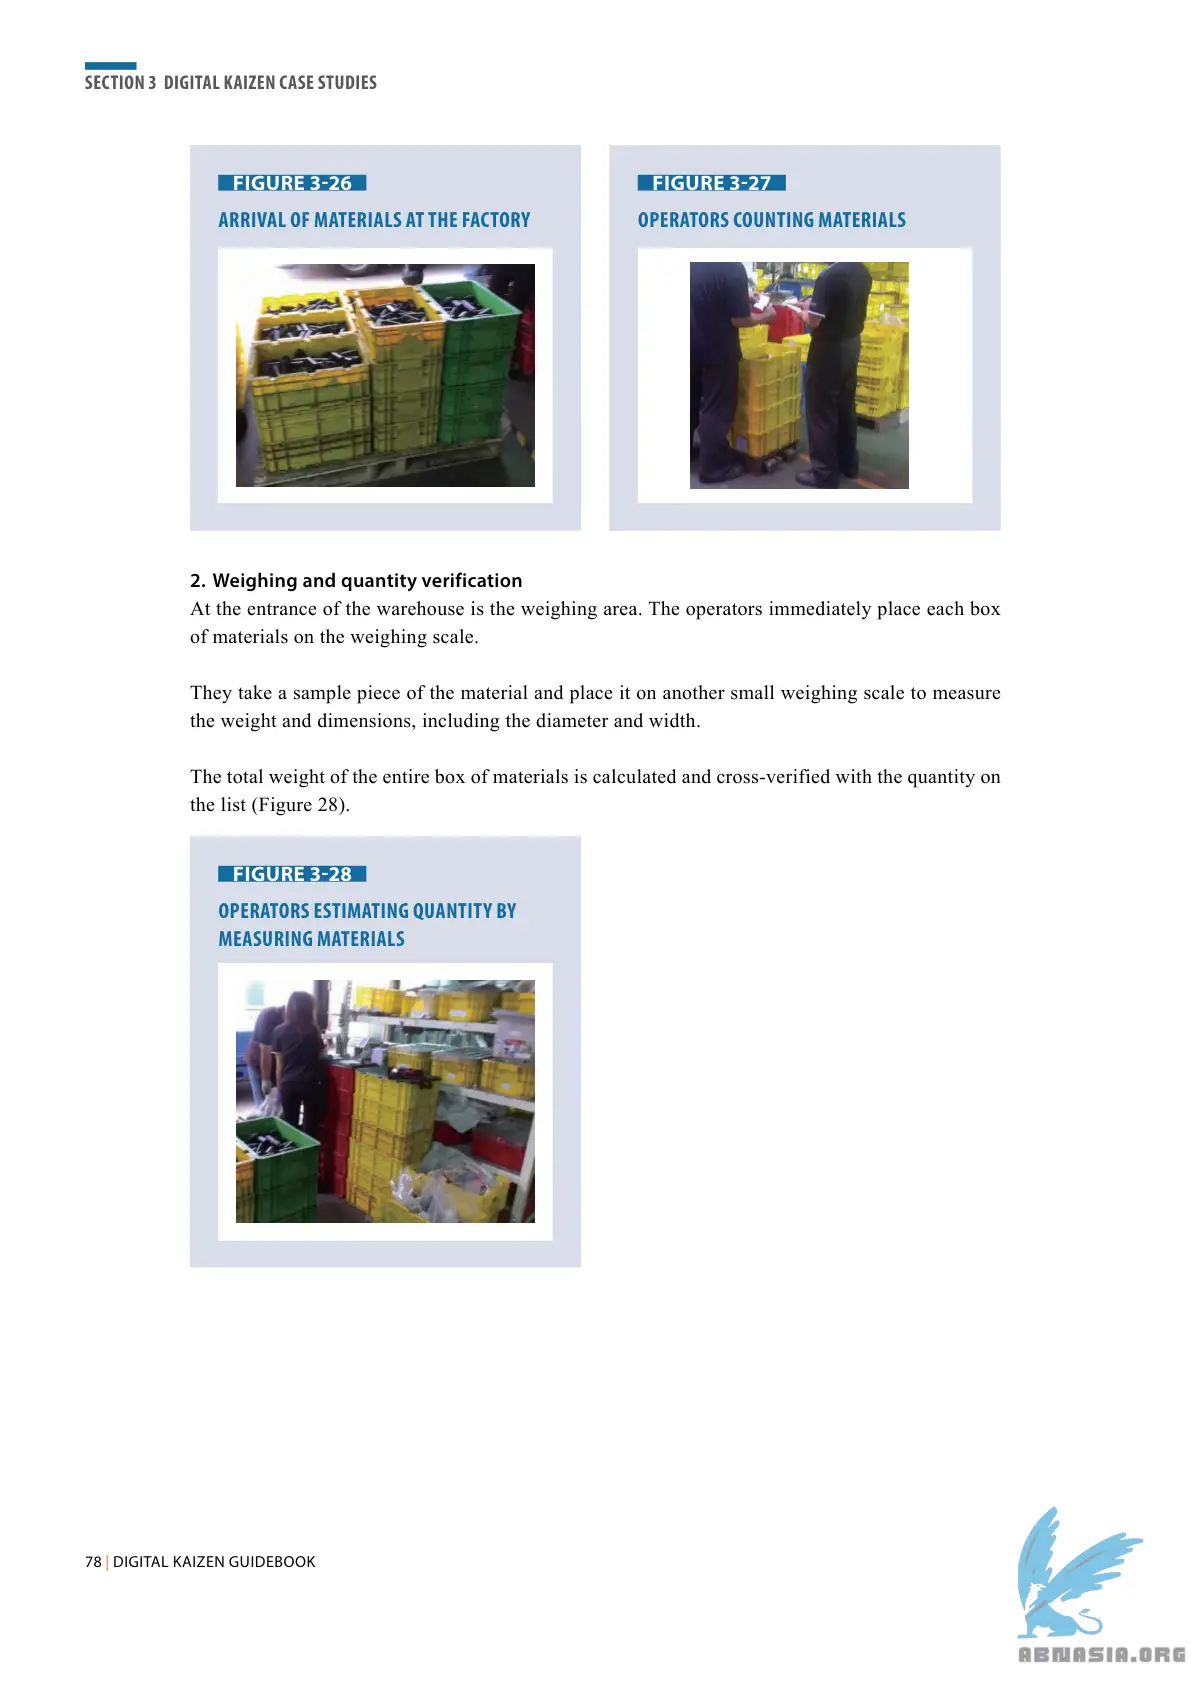 SECTION 3 DIGITAL KAIZEN CASE STUDIES
FIGURE 3-26
ARRIVAL OF MATERIALS AT THE FACTORY
FIGURE 3-27
OPERATORS COUNTING MATERIALS
2. Weighing and quantity verification
At the entrance of the warehouse is the weighing area. The operators immediately place each box
of materials on the weighing scale.
They take a sample piece of the material and place it on another small weighing scale to measure
the weight and dimensions, including the diameter and width.
The total weight of the entire box of materials is calculated and cross-verified with the quantity on
the list (Figure 28).
FIGURE 3-28
OPERATORS ESTIMATING QUANTITY BY
MEASURING MATERIALS
78 | DIGITAL KAIZEN GUIDEBOOK
ABNASIA.ORG